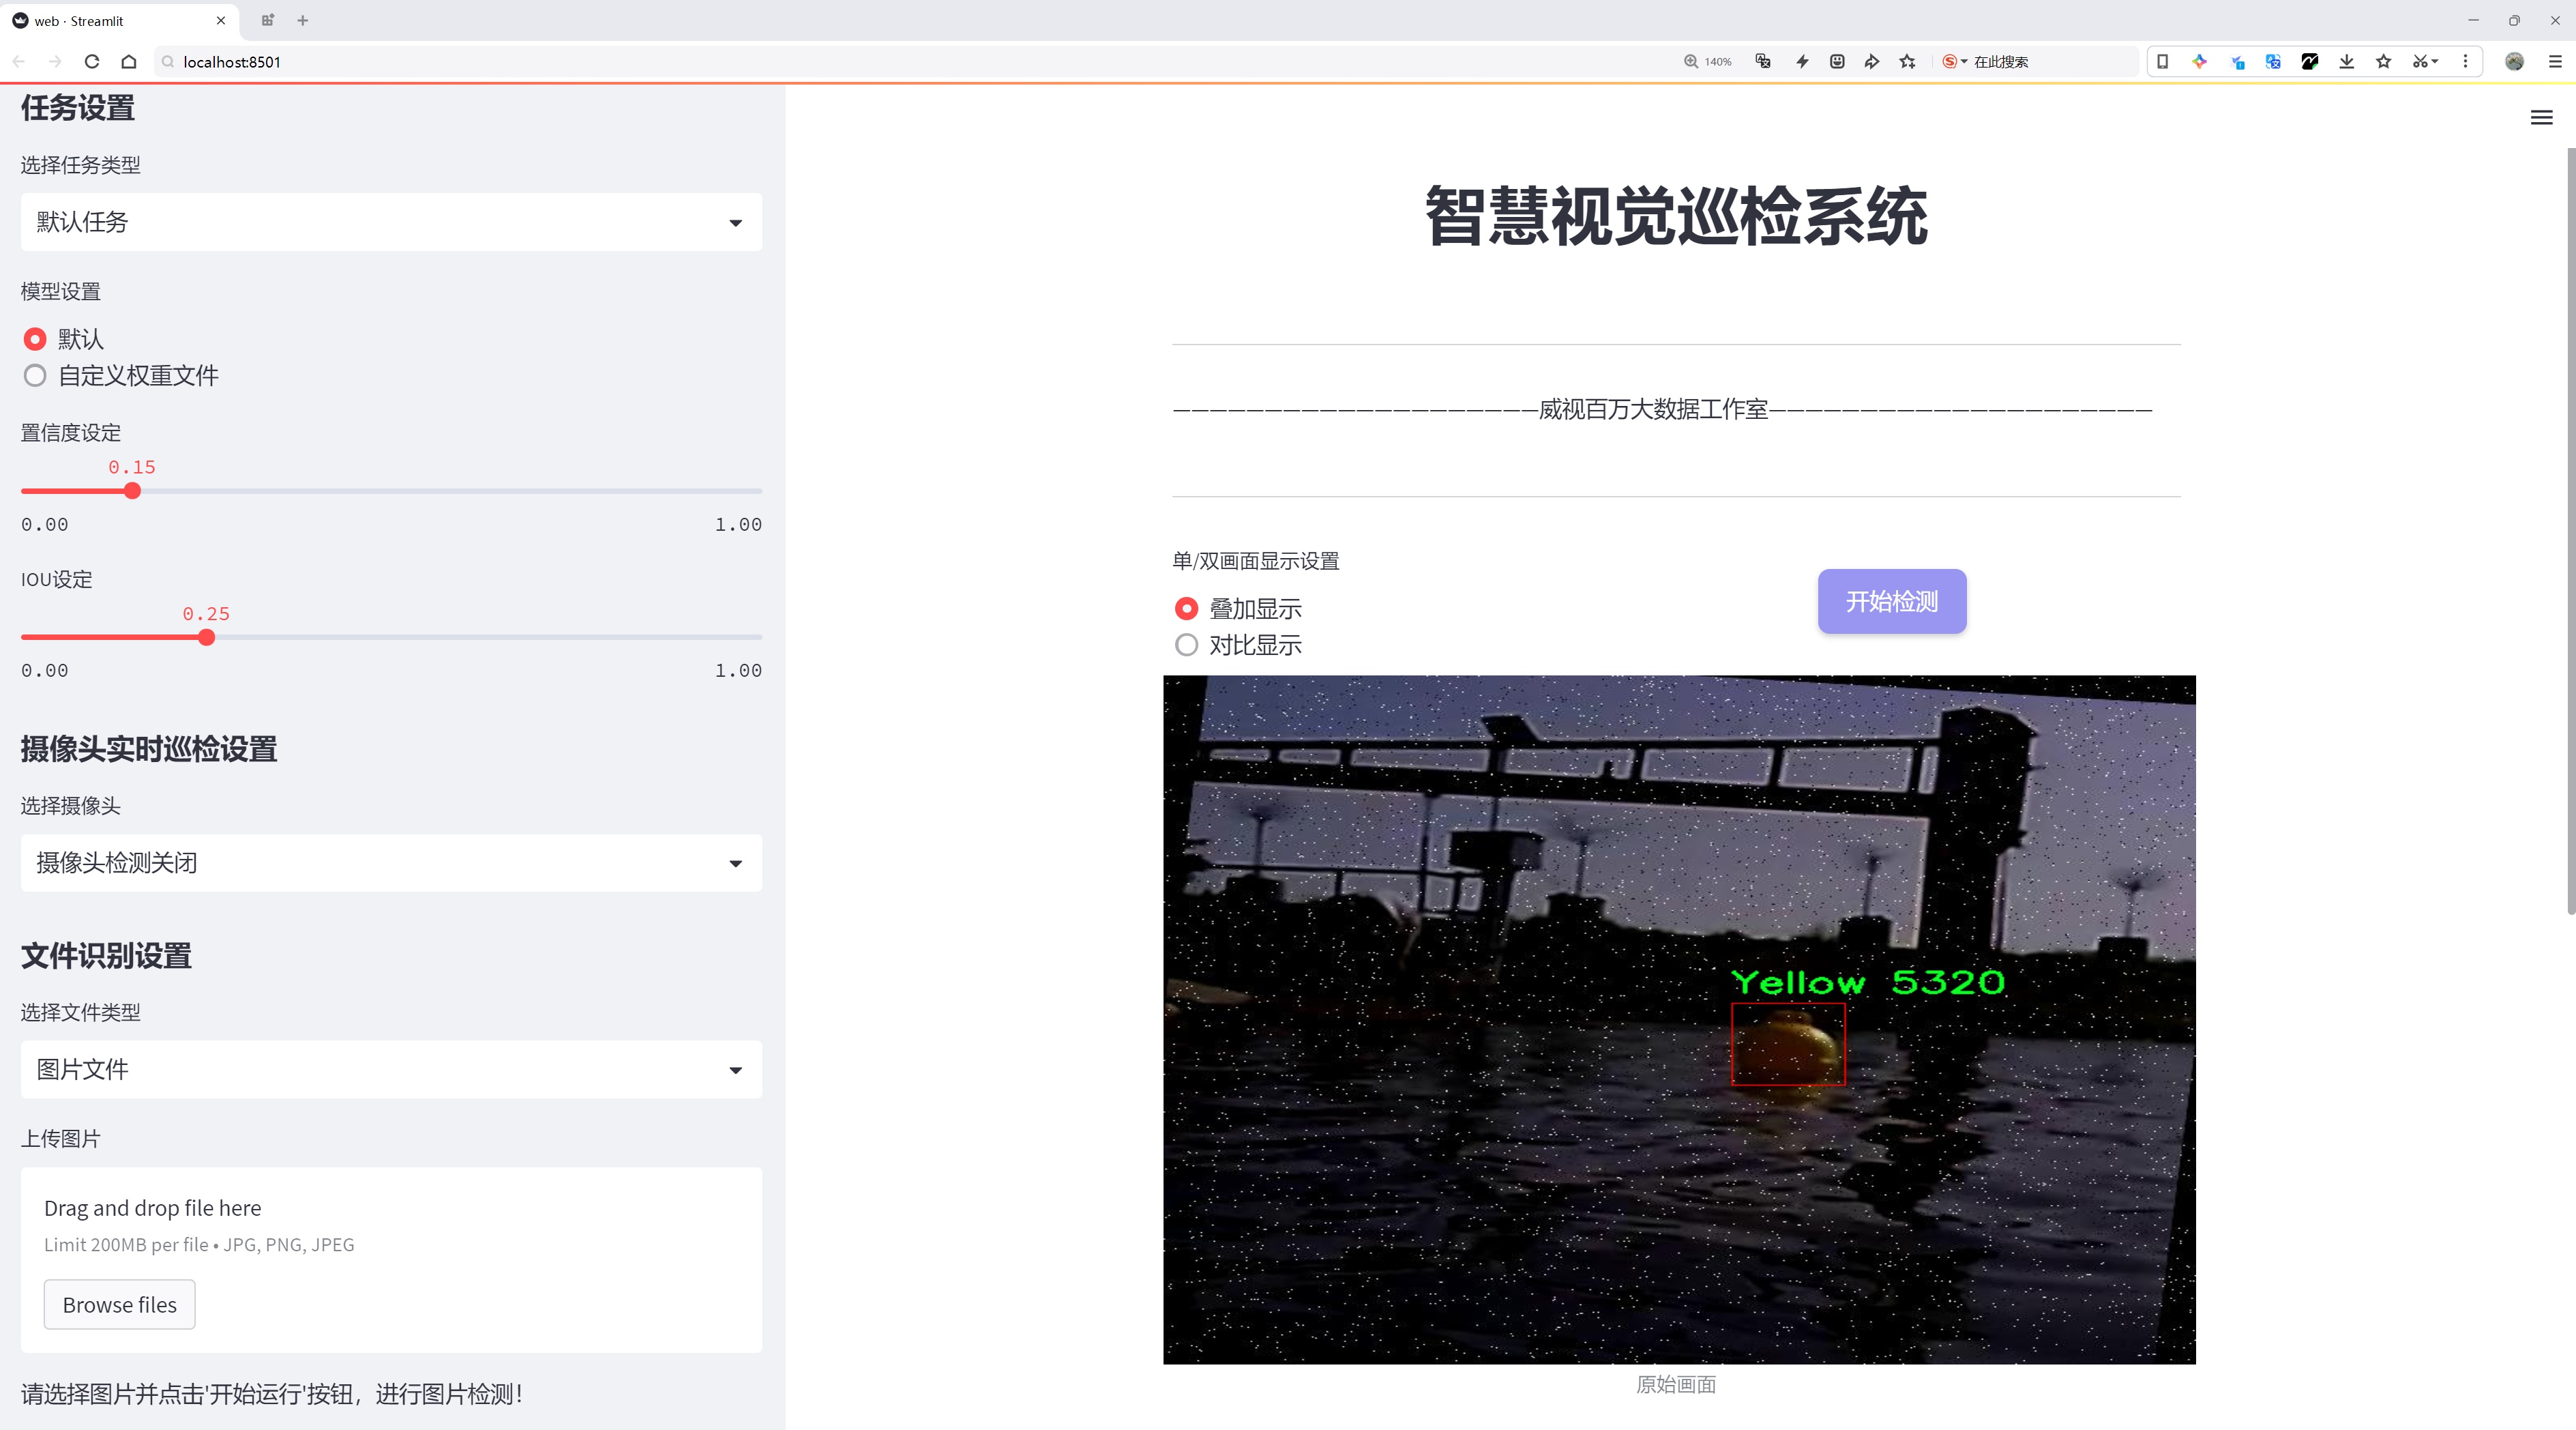 web · Streamlit
localhost:8501
140%
在此搜索
任务设置
选择任务类型
默认任务
模型设置
默认
自定义权重文件
置信度设定
0.15
0.00
1.00
IOU设定
0.25
0.00
1.00
摄像头实时巡检设置
选择摄像头
摄像头检测关闭
文件识别设置
选择文件类型
图片文件
上传图片
Drag and drop file here
Limit 200MB per file • JPG, PNG, JPEG
Browse files
请选择图片并点击'开始运行'按钮，进行图片检测！
智慧视觉巡检系统
————————————————————威视百万大数据工作室—————————————————————
单/双画面显示设置
叠加显示
对比显示
开始检测
Yellow 5320
原始画面